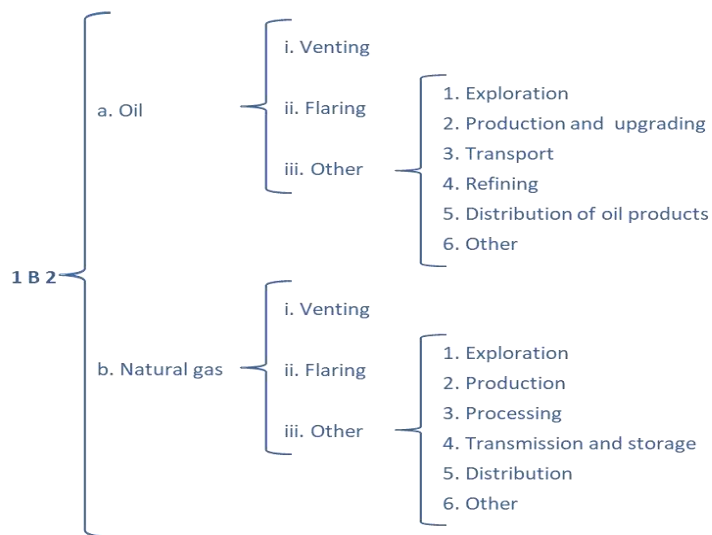 1 B 2
a. Oil
i. Venting
ii. Flaring
iii. Other
1. Exploration
2. Production and upgrading
3. Transport
4. Refining
5. Distribution of oil products
6. Other
b. Natural gas
i. Venting
ii. Flaring
iii. Other
1. Exploration
2. Production
3. Processing
4. Transmission and storage
5. Distribution
6. Other